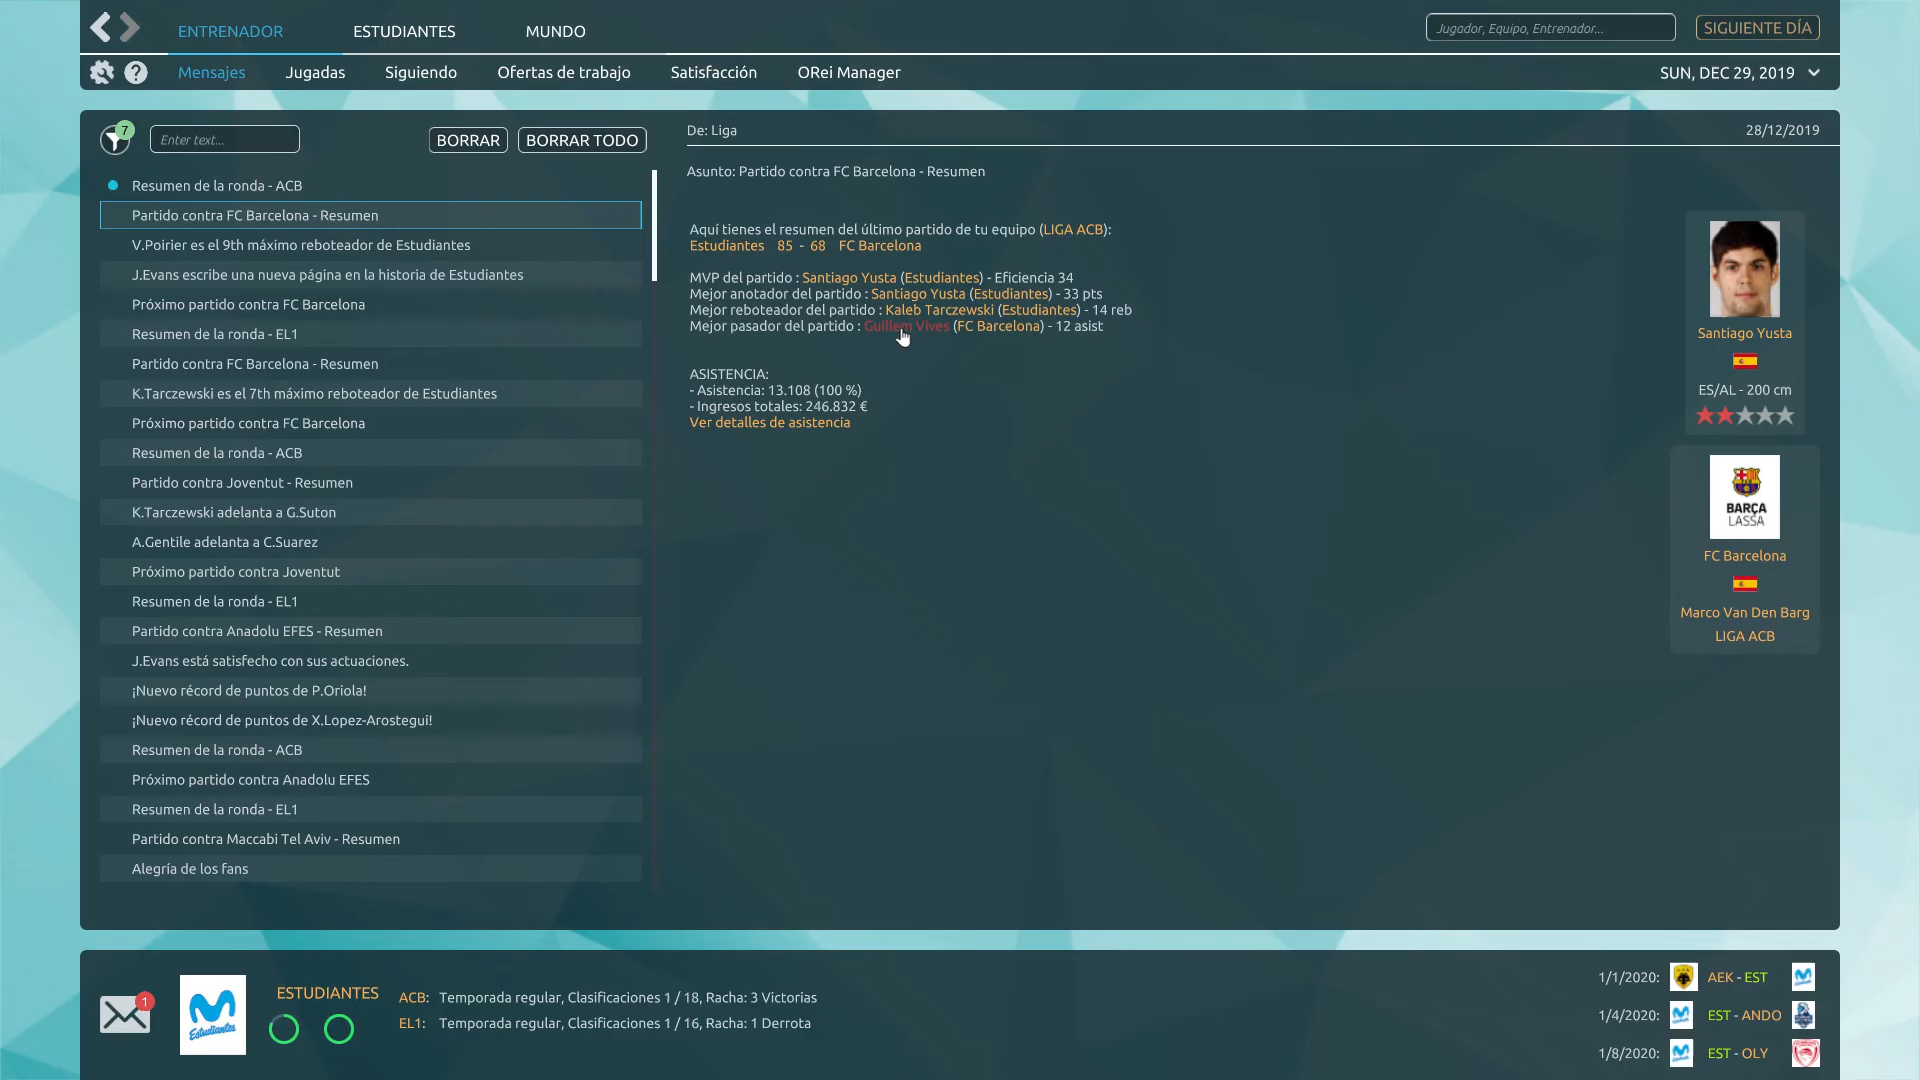 ENTRENADOR
ESTUDIANTES
MUNDO
Jugador, Equipo, Entrenador...
SIGUIENTE DÍA
Mensajes
Jugadas
Siguiendo
Ofertas de trabajo
Satisfacción
ORei Manager
SUN, DEC 29, 2019
7
Enter text...
BORRAR
BORRAR TODO
Resumen de la ronda - ACB
Partido contra FC Barcelona - Resumen
V.Poirier es el 9th máximo reboteador de Estudiantes
J.Evans escribe una nueva página en la historia de Estudiantes
Próximo partido contra FC Barcelona
Resumen de la ronda - EL1
Partido contra FC Barcelona - Resumen
K.Tarczewski es el 7th máximo reboteador de Estudiantes
Próximo partido contra FC Barcelona
Resumen de la ronda - ACB
Partido contra Joventut - Resumen
K.Tarczewski adelanta a G.Suton
A.Gentile adelanta a C.Suarez
Próximo partido contra Joventut
Resumen de la ronda - EL1
Partido contra Anadolu EFES - Resumen
J.Evans está satisfecho con sus actuaciones.
¡Nuevo récord de puntos de P.Oriola!
¡Nuevo récord de puntos de X.Lopez-Arostegui!
Resumen de la ronda - ACB
Próximo partido contra Anadolu EFES
Resumen de la ronda - EL1
Partido contra Maccabi Tel Aviv - Resumen
Alegría de los fans
De: Liga
28/12/2019
Asunto: Partido contra FC Barcelona - Resumen
Aquí tienes el resumen del último partido de tu equipo (LIGA ACB):
Estudiantes 85 - 68 FC Barcelona
MVP del partido : Santiago Yusta (Estudiantes) - Eficiencia 34
Mejor anotador del partido : Santiago Yusta (Estudiantes) - 33 pts
Mejor reboteador del partido : Kaleb Tarczewski (Estudiantes) - 14 reb
Mejor pasador del partido : Guillem Vives (FC Barcelona) - 12 asist
ASISTENCIA:
- Asistencia: 13.108 (100 %)
- Ingresos totales: 246.832 €
Ver detalles de asistencia
Santiago Yusta
ES/AL - 200 cm
BARÇA
LASSA
FC Barcelona
Marco Van Den Barg
LIGA ACB
1
Estudiantes
ESTUDIANTES
ACB: Temporada regular, Clasificaciones 1 / 18, Racha: 3 Victorias
EL1: Temporada regular, Clasificaciones 1 / 16, Racha: 1 Derrota
1/1/2020: AEK - EST
1/4/2020: EST - ANDO
1/8/2020: EST - OLY